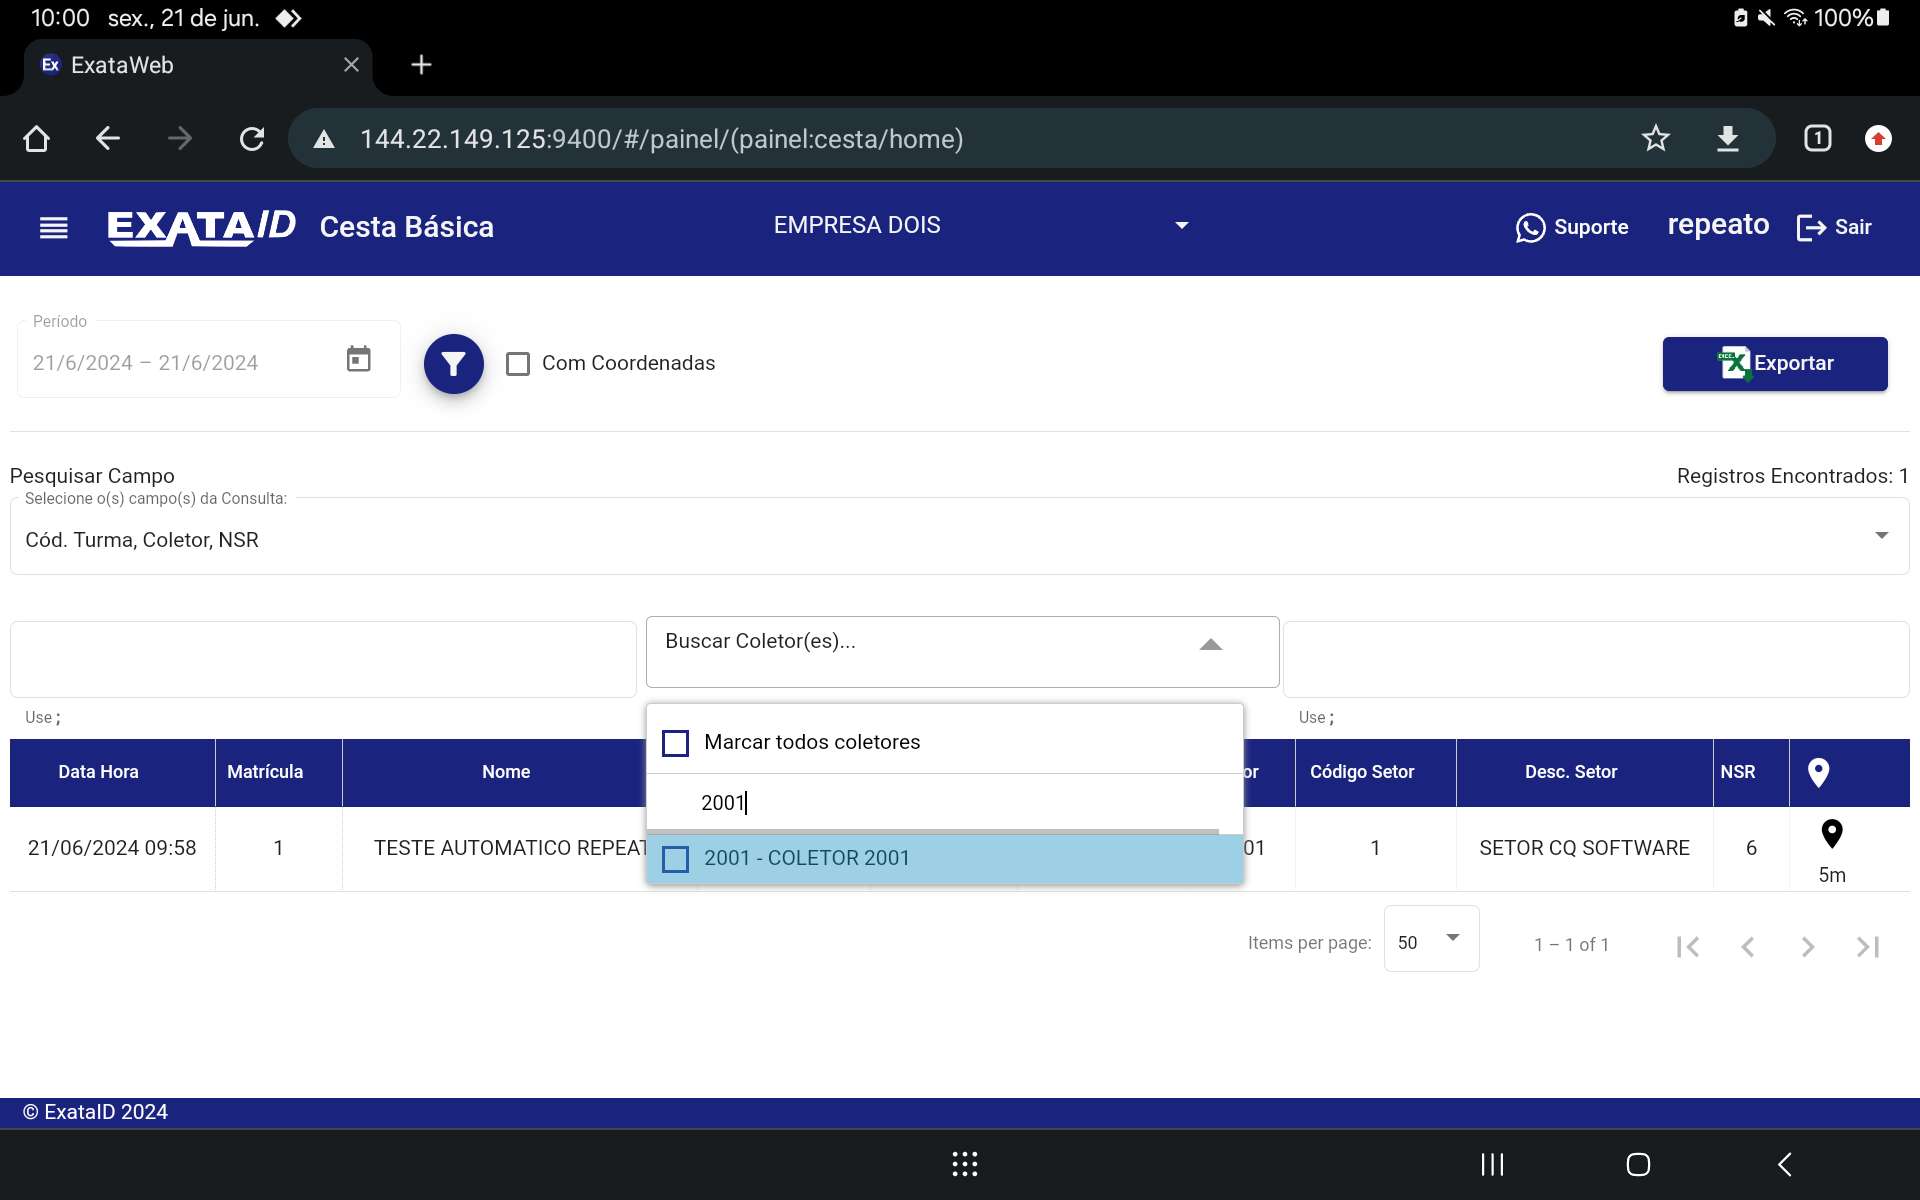 10:00 sex., 21 de jun.
100%
Ex ExataWeb
144.22.149.125:9400/#/painel/(painel:cesta/home)
1
EXATA ID Cesta Básica
EMPRESA DOIS
Suporte
repeato
Sair
Período
21/6/2024 – 21/6/2024
Com Coordenadas
Exportar
Pesquisar Campo
Registros Encontrados: 1
Selecione o(s) campo(s) da Consulta:
Cód. Turma, Coletor, NSR
Buscar Coletor(es)...
Use ;
Use ;
Marcar todos coletores
2001
2001 - COLETOR 2001
Data Hora Matrícula Nome or Código Setor Desc. Setor NSR
21/06/2024 09:58 1 TESTE AUTOMATICO REPEAT 01 1 SETOR CQ SOFTWARE 6
5m
Items per page: 50 1 – 1 of 1
© ExataID 2024